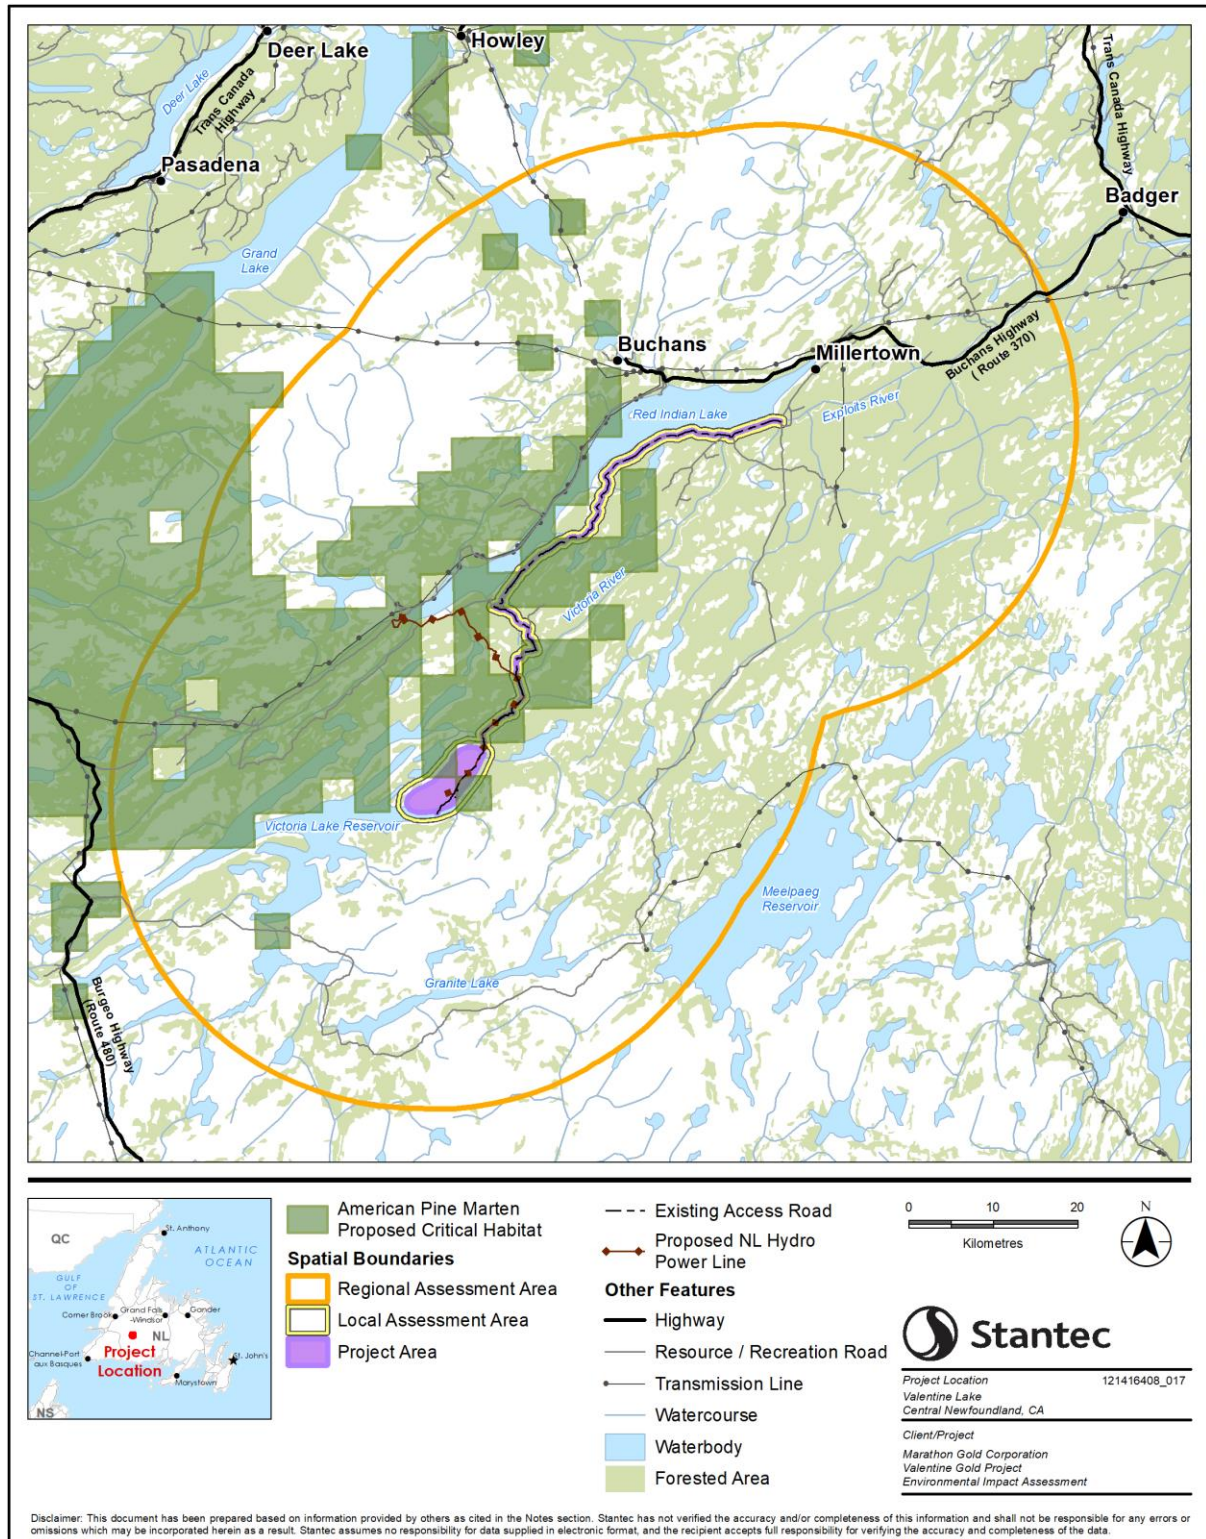 Deer Lake
Howley
Deer Lake
Trans Canada
Highway
Trans Canada Highway
Pasadena
Badger
Grand
Lake
Buchans
Millertown
Buchans Highway
( Route 370)
Red Indian Lake
Exploits River
Victoria River
Victoria Lake Reservoir
Meelpaeg
Reservoir
Granite Lake
Burgeo Highway
(Route 480)
QC
St. Anthony
ATLANTIC
OCEAN
GULF
OF
ST. LAWRENCE
Corner Brook
Grand Falls
-Windsor
Gander
NL
Project
Location
Channel-Port
aux Basques
St. John's
Marystown
NS
American Pine Marten
Proposed Critical Habitat
Spatial Boundaries
Regional Assessment Area
Local Assessment Area
Project Area
Existing Access Road
Proposed NL Hydro
Power Line
Other Features
Highway
Resource / Recreation Road
Transmission Line
Watercourse
Waterbody
Forested Area
0 10 20
Kilometres
N
Stantec
Project Location 121416408_017
Valentine Lake
Central Newfoundland, CA
Client/Project
Marathon Gold Corporation
Valentine Gold Project
Environmental Impact Assessment
Disclaimer: This document has been prepared based on information provided by others as cited in the Notes section. Stantec has not verified the accuracy and/or completeness of this information and shall not be responsible for any errors or
omissions which may be incorporated herein as a result. Stantec assumes no responsibility for data supplied in electronic format, and the recipient accepts full responsibility for verifying the accuracy and completeness of the data.